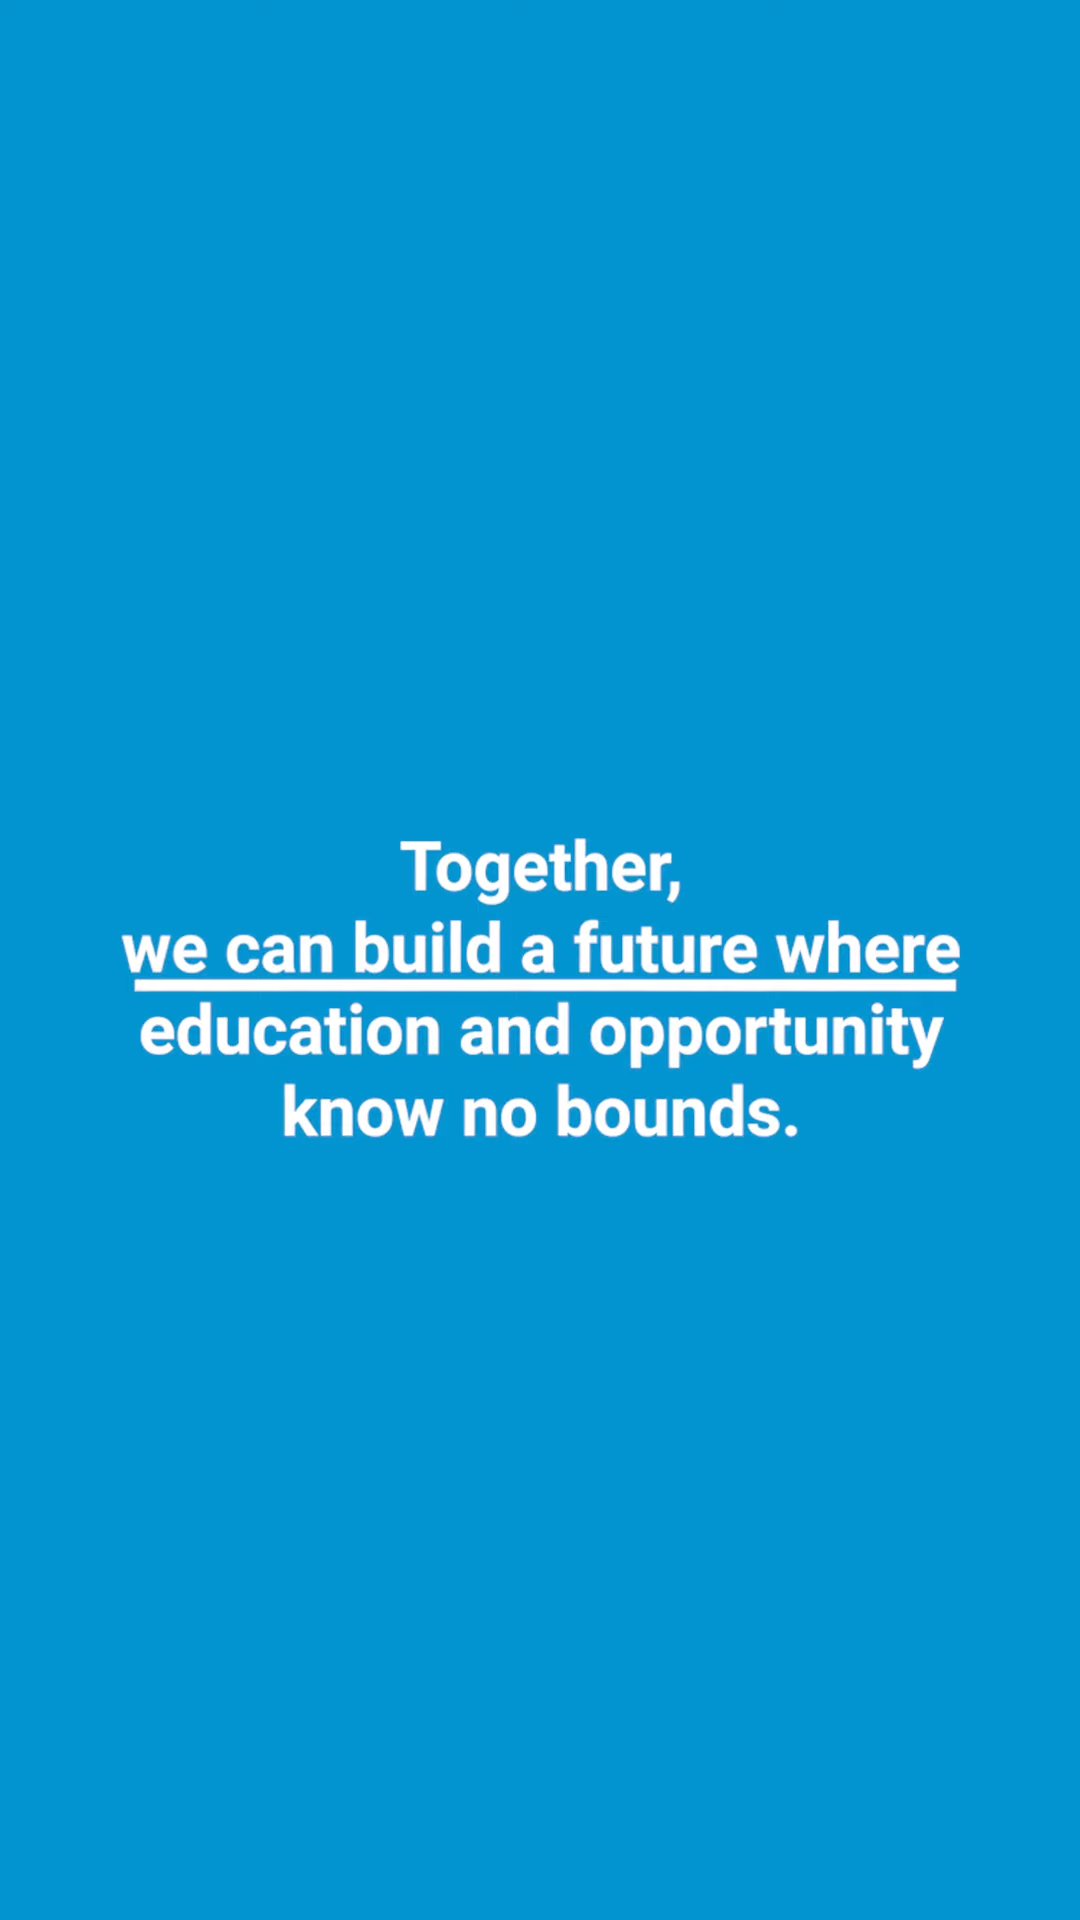 Together,
we can build a future where
education and opportunity
know no bounds.